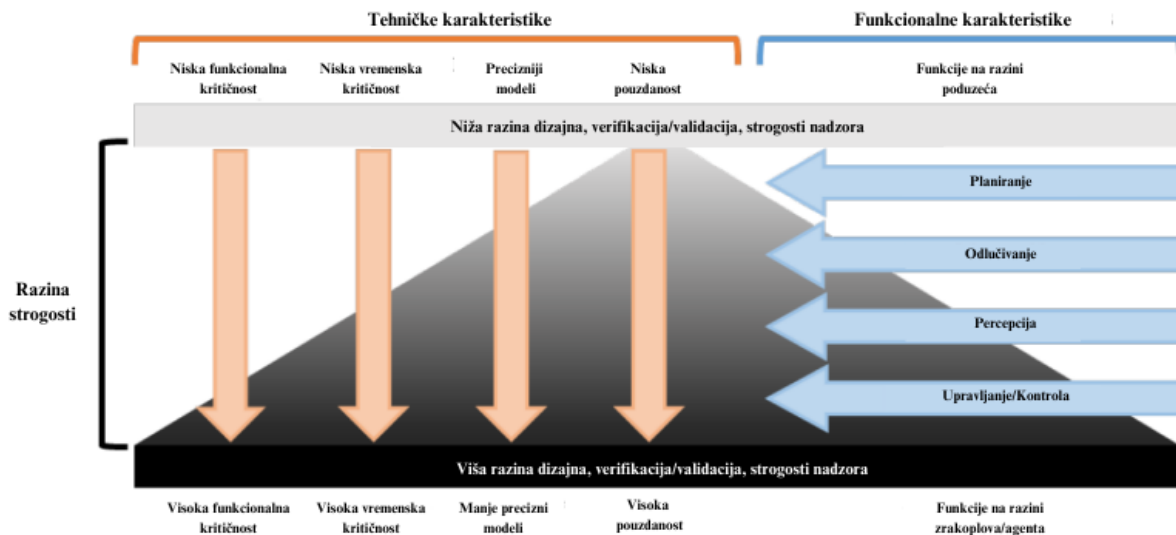 Tehničke karakteristike
Funkcionalne karakteristike
Niska funkcionalna
kritičnost
Niska vremenska
kritičnost
Precizniji
modeli
Niska
pouzdanost
Funkcije na razini
poduzeća
Niža razina dizajna, verifikacija/validacija, strogosti nadzora
Planiranje
Odlučivanje
Razina
strogosti
Percepcija
Upravljanje/Kontrola
Viša razina dizajna, verifikacija/validacija, strogosti nadzora
Visoka funkcionalna
kritičnost
Visoka vremenska
kritičnost
Manje precizni
modeli
Visoka
pouzdanost
Funkcije na razini
zrakoplova/agenta